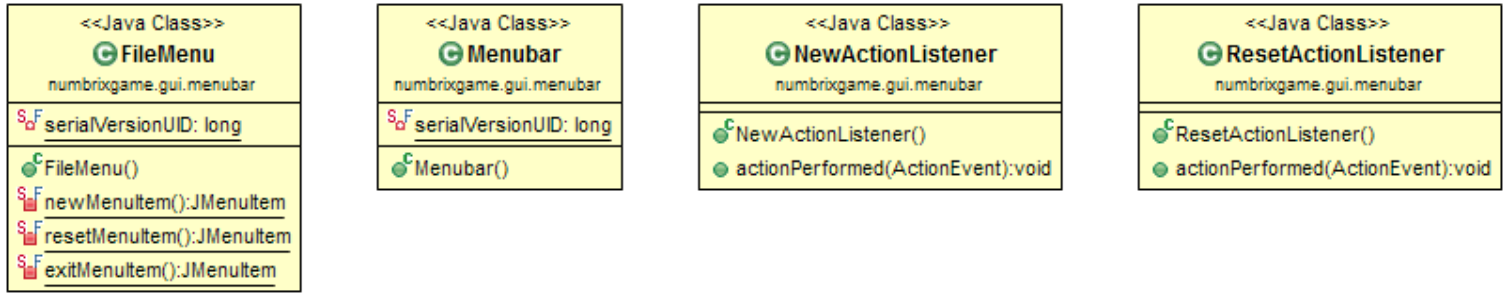 <<Java Class>>
FileMenu
numbrixgame.gui.menubar
serialVersionUID: long
FileMenu()
newMenuItem():JMenuItem
resetMenuItem():JMenuItem
exitMenuItem():JMenuItem
<<Java Class>>
Menubar
numbrixgame.gui.menubar
serialVersionUID: long
Menubar()
<<Java Class>>
NewActionListener
numbrixgame.gui.menubar
NewActionListener()
actionPerformed(ActionEvent):void
<<Java Class>>
ResetActionListener
numbrixgame.gui.menubar
ResetActionListener()
actionPerformed(ActionEvent):void